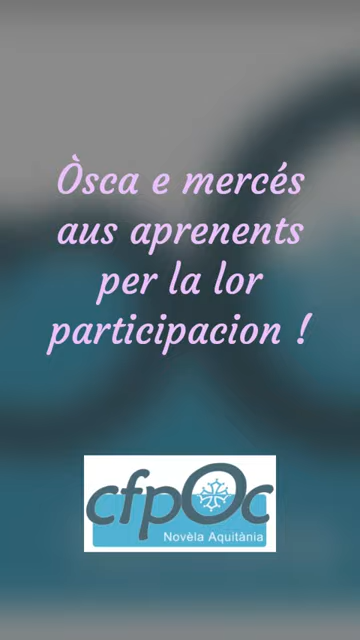 Òsca e mercés
aus aprenents
per la lor
participacion !
cfpOc
Novèla Aquitània